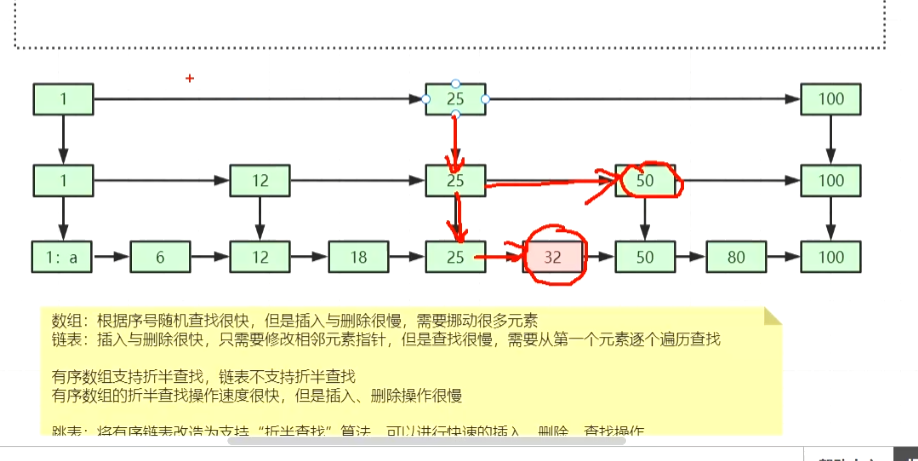 1 25 100
1 12 25 50 100
1: a 6 12 18 25 32 50 80 100
数组：根据序号随机查找很快，但是插入与删除很慢，需要挪动很多元素
链表：插入与删除很快，只需要修改相邻元素指针，但是查找很慢，需要从第一个元素逐个遍历查找
有序数组支持折半查找，链表不支持折半查找
有序数组的折半查找操作速度很快，但是插入、删除操作很慢
跳表：将有序链表改造为支持“折半查找”算法，可以进行快速的插入、删除、查找操作